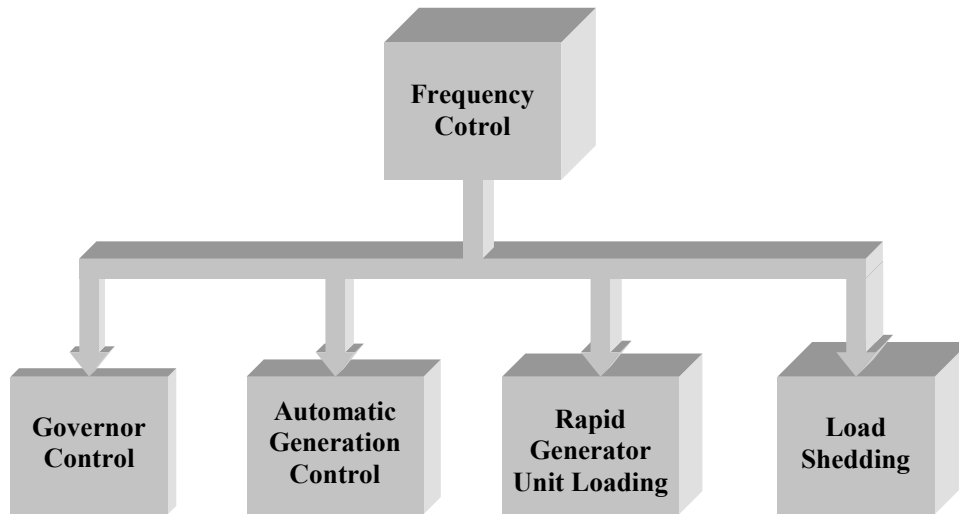 Frequency
Cotrol
Governor
Control
Automatic
Generation
Control
Rapid
Generator
Unit Loading
Load
Shedding